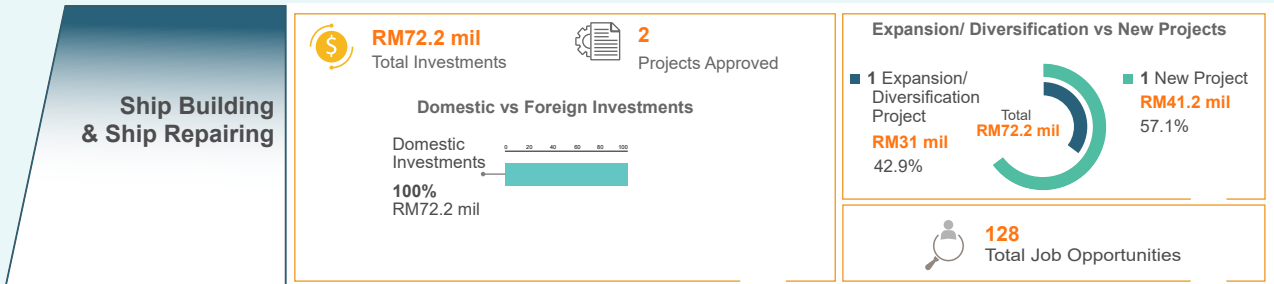 Ship Building
& Ship Repairing
$
RM72.2 mil
Total Investments
2
Projects Approved
Domestic vs Foreign Investments
Domestic
Investments
100%
RM72.2 mil
0 20 40 60 80 100
Expansion/ Diversification vs New Projects
1 Expansion/
Diversification
Project
RM31 mil
42.9%
Total
RM72.2 mil
1 New Project
RM41.2 mil
57.1%
128
Total Job Opportunities